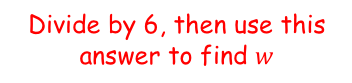 Divide by 6, then use this
answer to find w